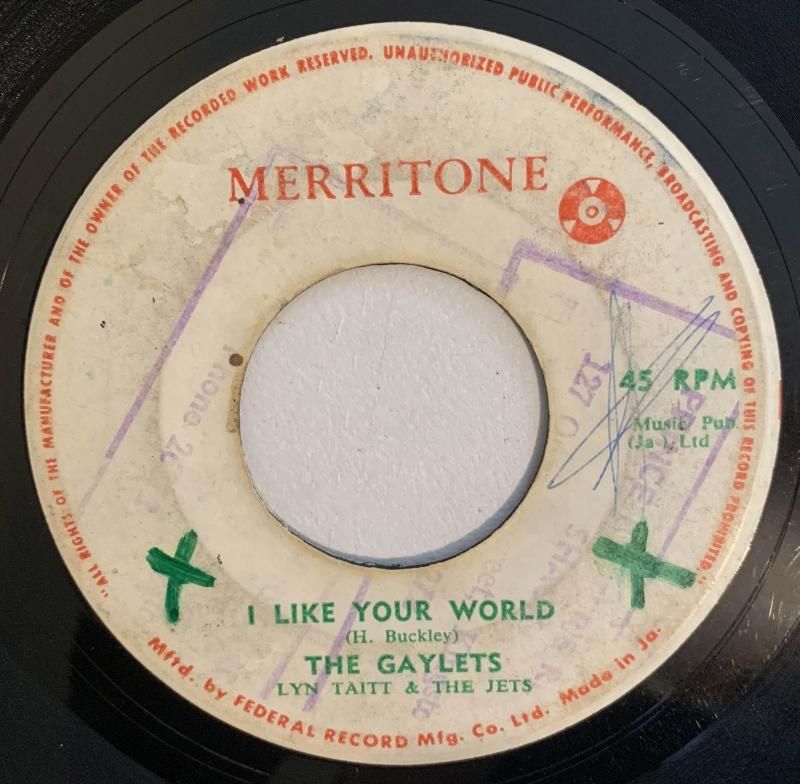 "ALL RIGHTS OF THE MANUFACTURER AND OF THE OWNER OF THE RECORDED WORK RESERVED. UNAUTHORIZED PUBLIC PERFORMANCE, BROADCASTING AND COPYING OF THIS RECORD PROHIBITED"
MERRITONE
45 RPM
Music Pub.
(Ja.) Ltd
Phone
127 O
I LIKE YOUR WORLD
(H. Buckley)
THE GAYLETS
LYN TAITT & THE JETS
Mftd. by FEDERAL RECORD Mfg. Co. Ltd. Made in Ja.